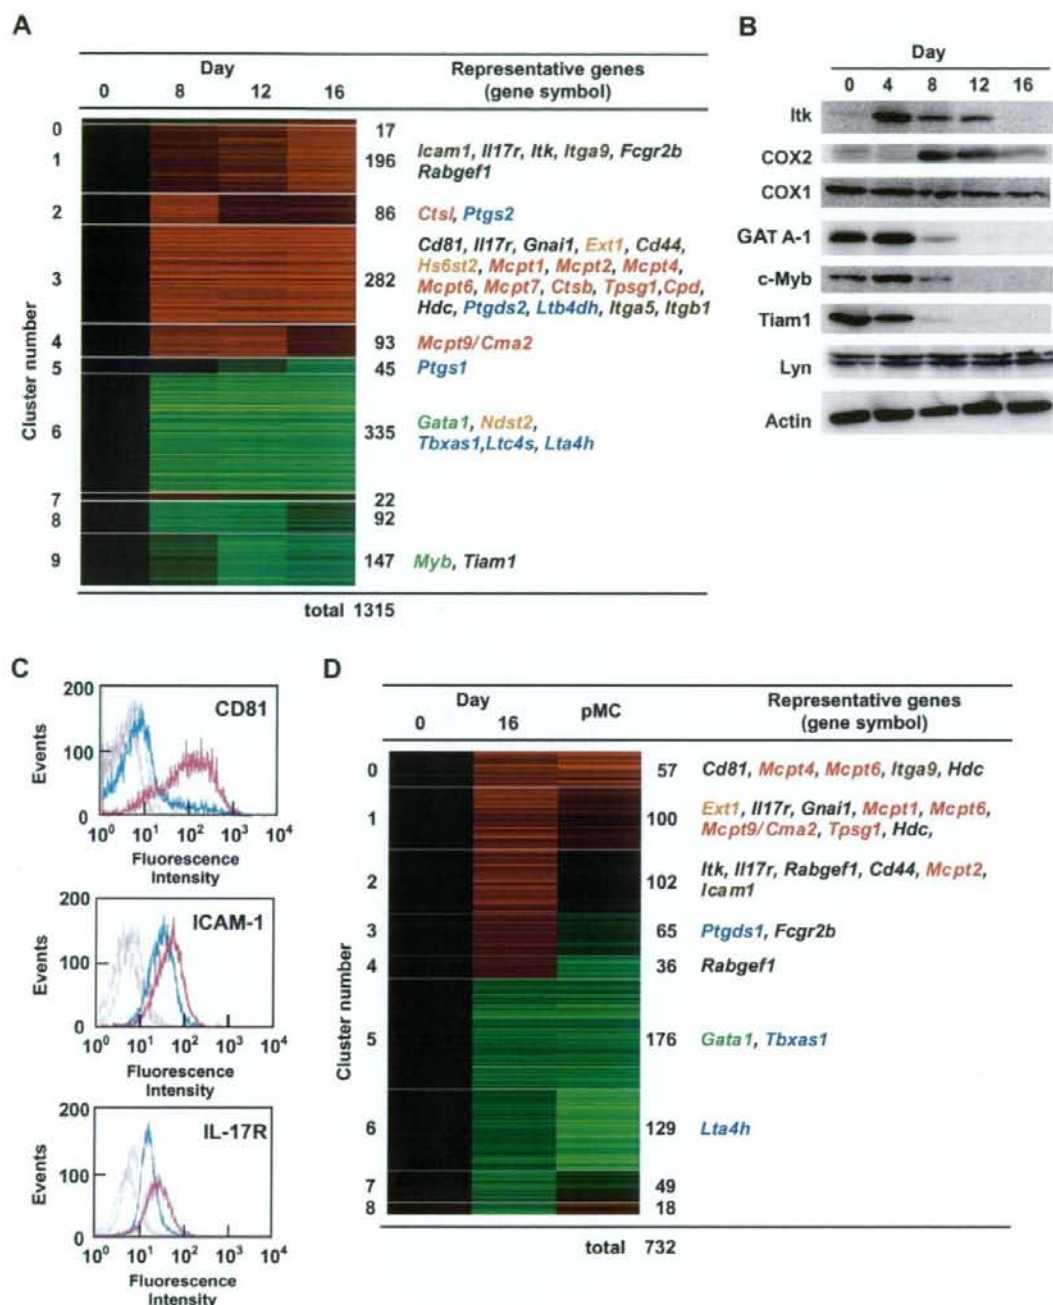 A
Day
Representative genes
(gene symbol)
0 8 12 16
Cluster number
0 17
1 196 Icam1, Il17r, Itk, Itga9, Fcgr2b
Rabgef1
2 86 Ctsl, Ptgs2
3 282 Cd81, Il17r, Gnai1, Ext1, Cd44,
Hs6st2, Mcpt1, Mcpt2, Mcpt4,
Mcpt6, Mcpt7, Ctsb, Tpsg1,Cpd,
Hdc, Ptgds2, Ltb4dh, Itga5, Itgb1
4 93 Mcpt9/Cma2
5 45 Ptgs1
6 335 Gata1, Ndst2,
Tbxas1,Ltc4s, Lta4h
7 22
8 92
9 147 Myb, Tiam1
total 1315
B
Day
0 4 8 12 16
Itk
COX2
COX1
GAT A-1
c-Myb
Tiam1
Lyn
Actin
C
200
100
0
Events
CD81
10⁰ 10¹ 10² 10³ 10⁴
Fluorescence
Intensity
200
100
0
Events
ICAM-1
10⁰ 10¹ 10² 10³ 10⁴
Fluorescence
Intensity
200
100
0
Events
IL-17R
10⁰ 10¹ 10² 10³ 10⁴
Fluorescence
Intensity
D
Day
pMC
Representative genes
(gene symbol)
0 16
Cluster number
0 57 Cd81, Mcpt4, Mcpt6, Itga9, Hdc
1 100 Ext1, Il17r, Gnai1, Mcpt1, Mcpt6,
Mcpt9/Cma2, Tpsg1, Hdc,
2 102 Itk, Il17r, Rabgef1, Cd44, Mcpt2,
Icam1
3 65 Ptgds1, Fcgr2b
4 36 Rabgef1
5 176 Gata1, Tbxas1
6 129 Lta4h
7 49
8 18
total 732